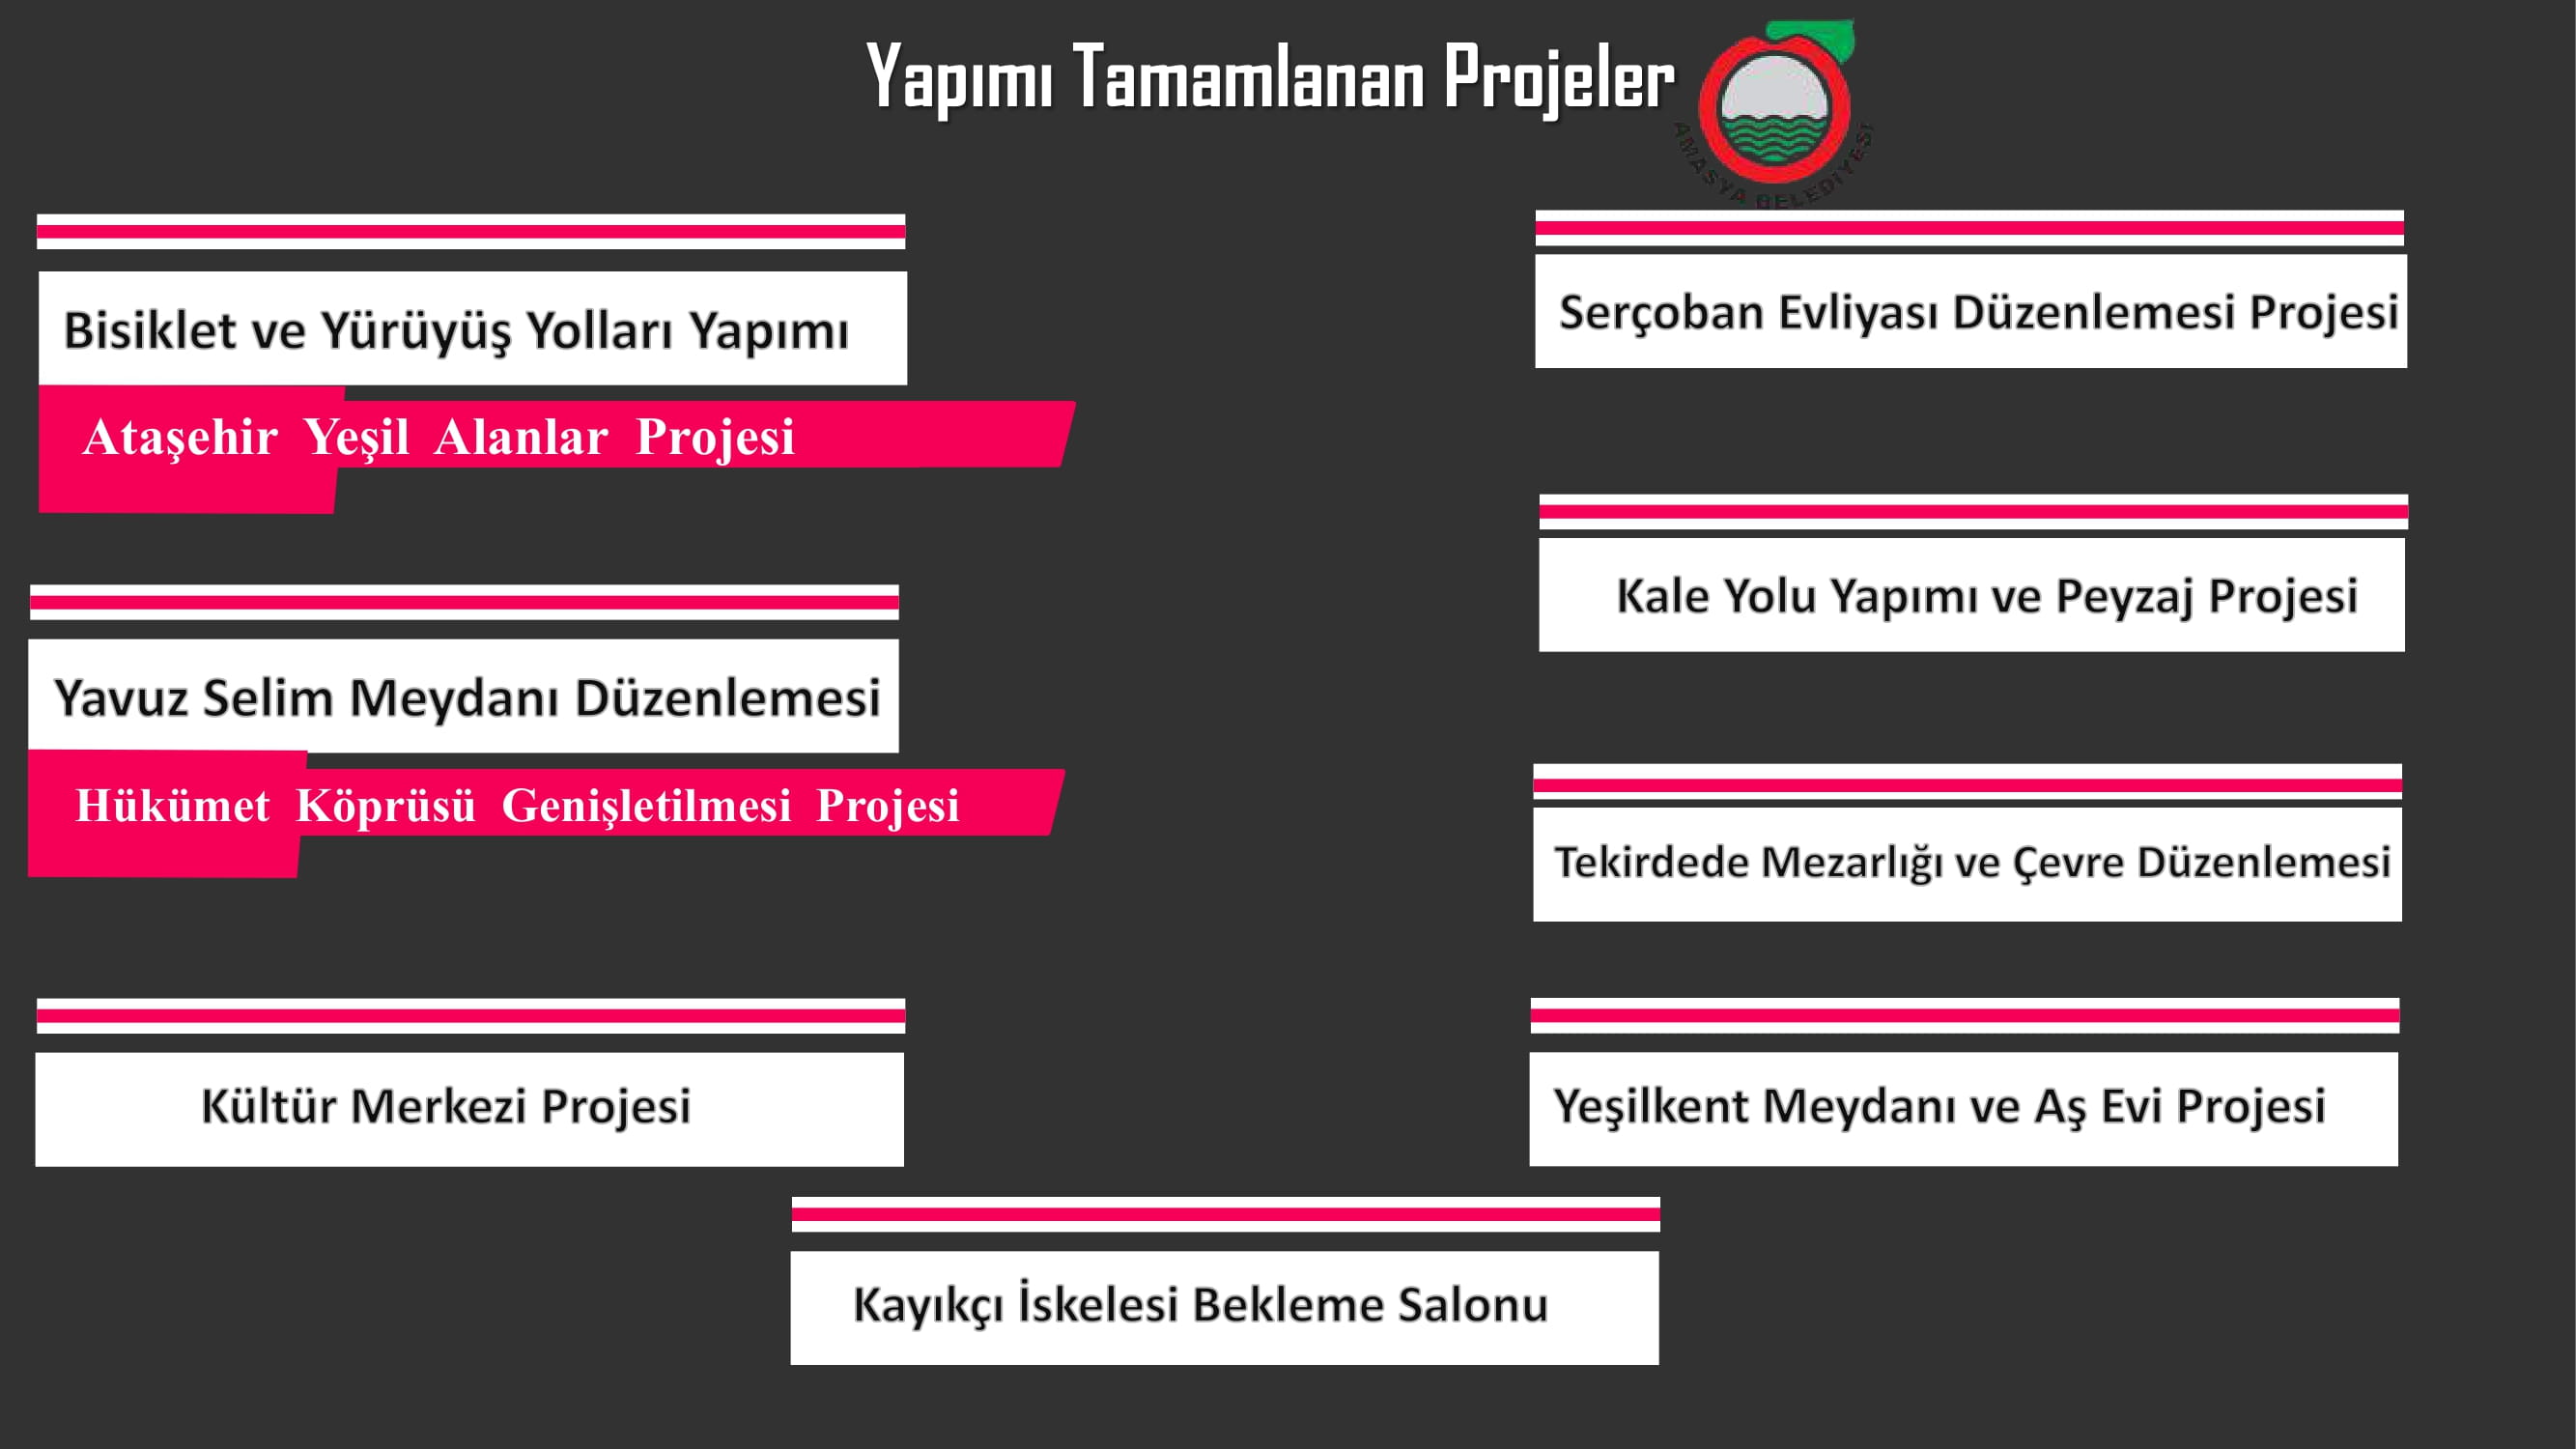 Yapımı Tamamlanan Projeler
AMASYA BELEDİYESİ
Bisiklet ve Yürüyüş Yolları Yapımı
Ataşehir Yeşil Alanlar Projesi
Yavuz Selim Meydanı Düzenlemesi
Hükümet Köprüsü Genişletilmesi Projesi
Kültür Merkezi Projesi
Serçoban Evliyası Düzenlemesi Projesi
Kale Yolu Yapımı ve Peyzaj Projesi
Tekirdede Mezarlığı ve Çevre Düzenlemesi
Yeşilkent Meydanı ve Aş Evi Projesi
Kayıkçı İskelesi Bekleme Salonu